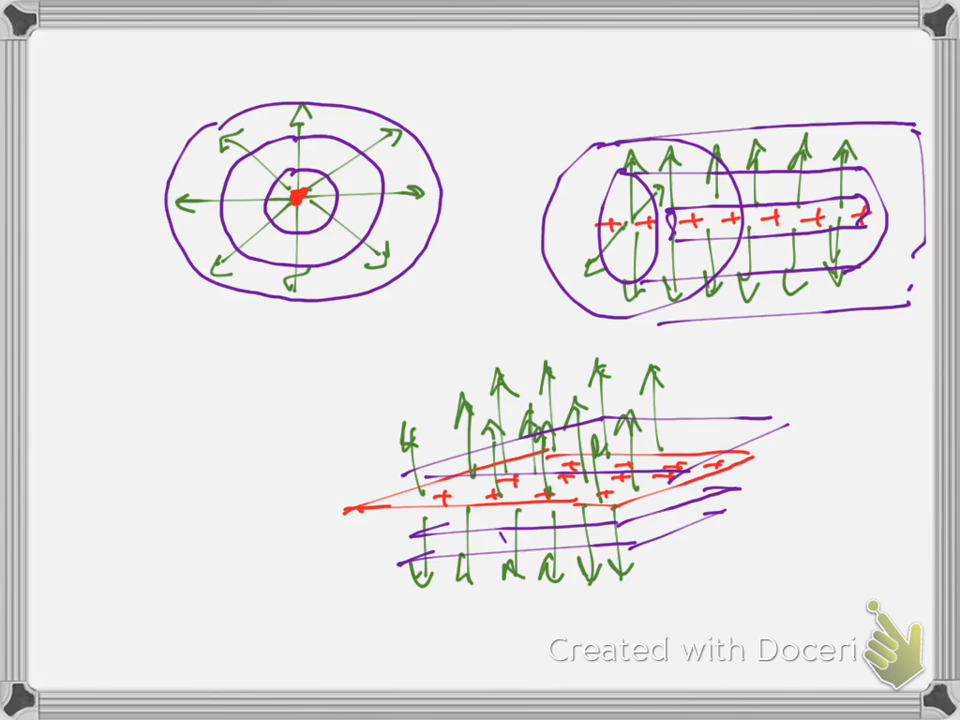 + + + + + + +
+ + + +
+ + + +
+ + + +
Created with Doceri